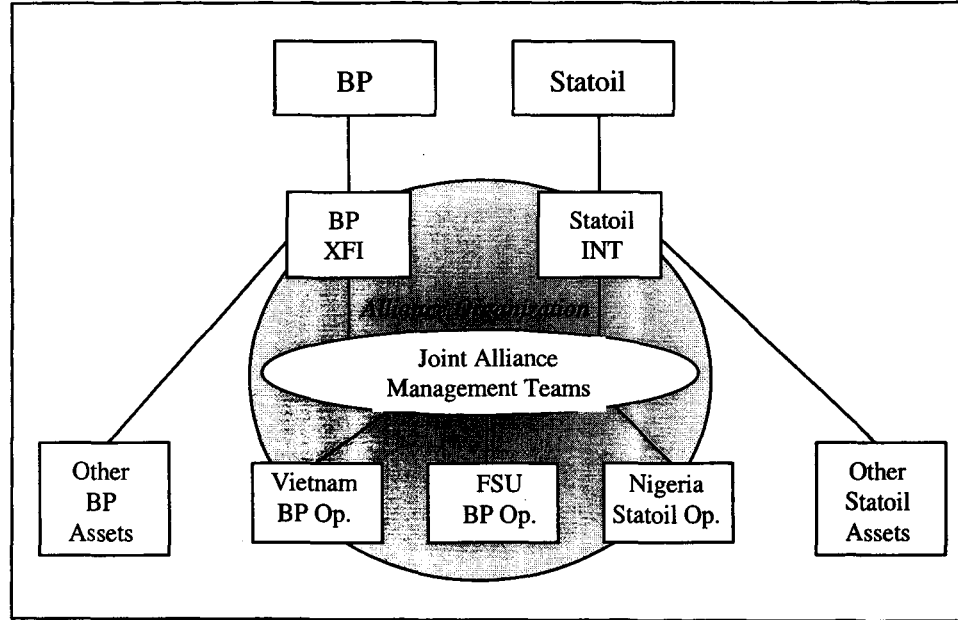 BP
Statoil
BP
XFI
Statoil
INT
Alliance Organization
Joint Alliance
Management Teams
Other
BP
Assets
Vietnam
BP Op.
FSU
BP Op.
Nigeria
Statoil Op.
Other
Statoil
Assets